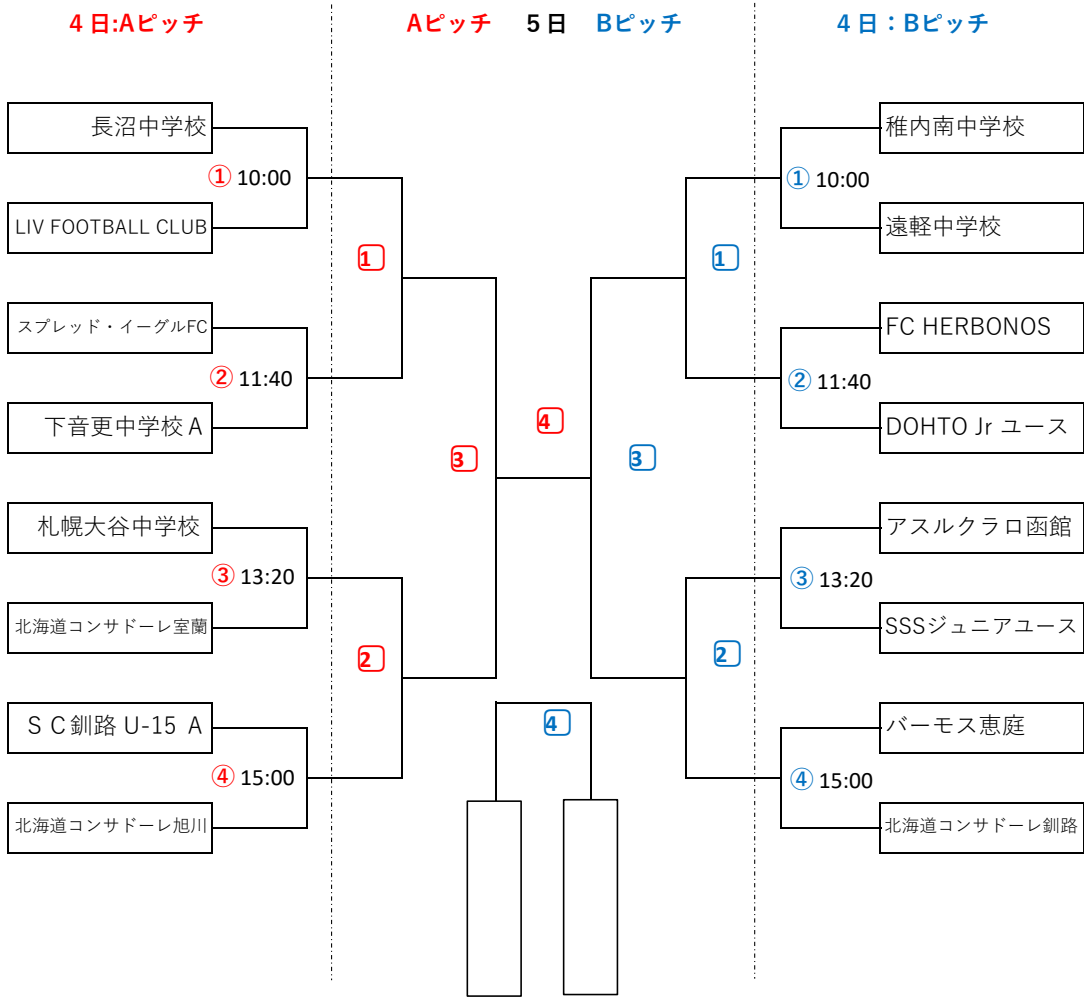 4日:Aピッチ
Aピッチ 5日 Bピッチ
4日：Bピッチ
長沼中学校
① 10:00
LIV FOOTBALL CLUB
1
スプレッド・イーグルFC
② 11:40
下音更中学校 A
3
札幌大谷中学校
③ 13:20
北海道コンサドーレ室蘭
2
ＳＣ釧路 U-15 A
④ 15:00
北海道コンサドーレ旭川
4
4
稚内南中学校
① 10:00
遠軽中学校
1
FC HERBONOS
② 11:40
DOHTO Jr ユース
3
アスルクラロ函館
③ 13:20
SSSジュニアユース
2
バーモス恵庭
④ 15:00
北海道コンサドーレ釧路